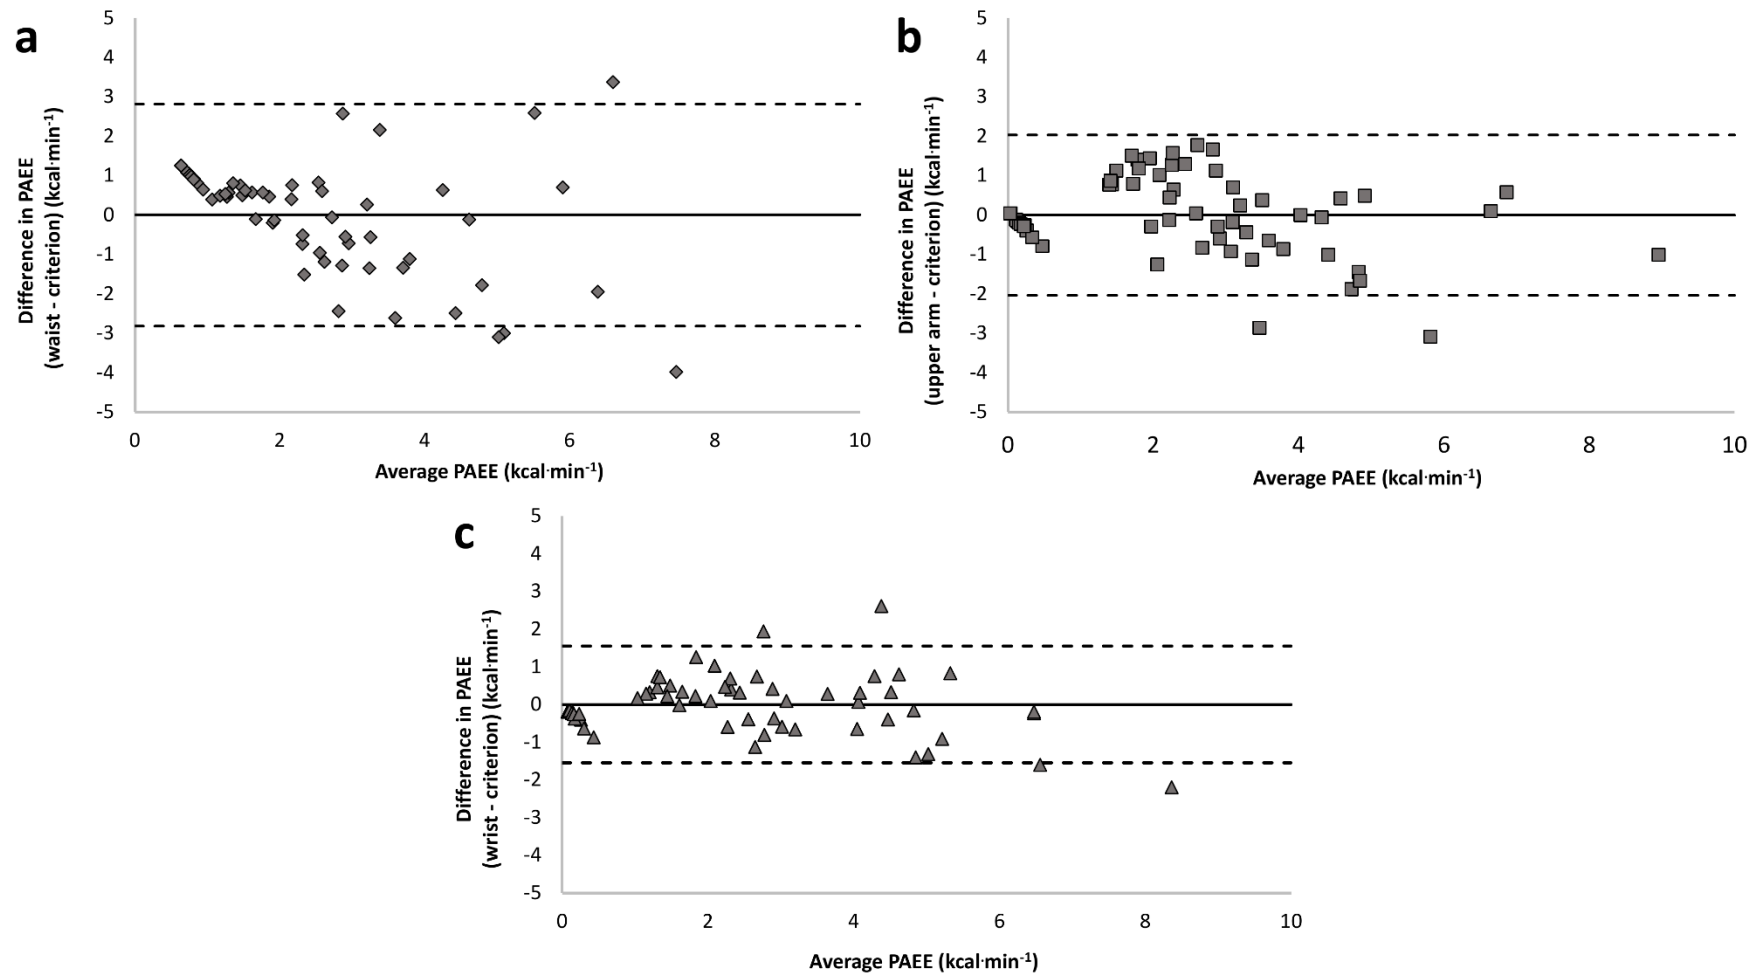 a
5
4
3
2
1
0
-1
-2
-3
-4
-5
Difference in PAEE
(waist - criterion) (kcal·min⁻¹)
0 2 4 6 8 10
Average PAEE (kcal·min⁻¹)
b
5
4
3
2
1
0
-1
-2
-3
-4
-5
Difference in PAEE
(upper arm - criterion) (kcal·min⁻¹)
0 2 4 6 8 10
Average PAEE (kcal·min⁻¹)
c
5
4
3
2
1
0
-1
-2
-3
-4
-5
Difference in PAEE
(wrist - criterion) (kcal·min⁻¹)
0 2 4 6 8 10
Average PAEE (kcal·min⁻¹)